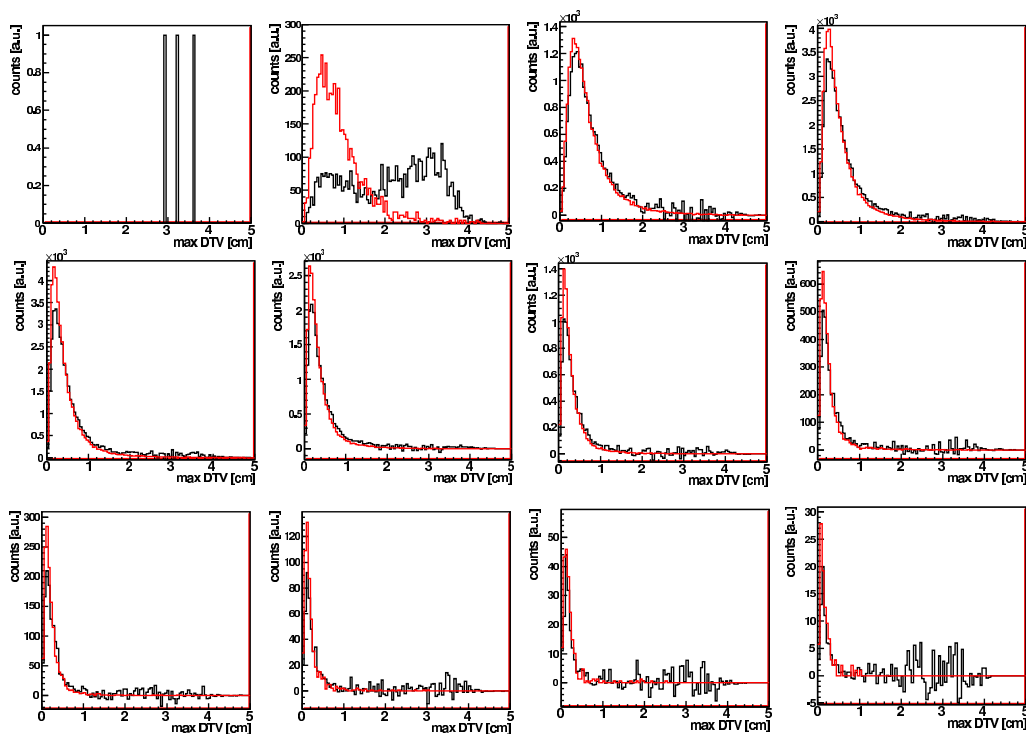 counts [a.u.]
1
0.8
0.6
0.4
0.2
0
0 1 2 3 4 5
max DTV [cm]
counts [a.u.]
300
250
200
150
100
50
0
0 1 2 3 4 5
max DTV [cm]
×10³
counts [a.u.]
1.4
1.2
1
0.8
0.6
0.4
0.2
0
0 1 2 3 4 5
max DTV [cm]
×10³
counts [a.u.]
4
3.5
3
2.5
2
1.5
1
0.5
0
0 1 2 3 4 5
max DTV [cm]
×10³
counts [a.u.]
4
3.5
3
2.5
2
1.5
1
0.5
0
0 1 2 3 4 5
max DTV [cm]
×10³
counts [a.u.]
2.5
2
1.5
1
0.5
0
0 1 2 3 4 5
max DTV [cm]
×10³
counts [a.u.]
1.4
1.2
1
0.8
0.6
0.4
0.2
0
0 1 2 3 4 5
max DTV [cm]
counts [a.u.]
600
500
400
300
200
100
0
0 1 2 3 4 5
max DTV [cm]
counts [a.u.]
300
250
200
150
100
50
0
0 1 2 3 4 5
max DTV [cm]
counts [a.u.]
120
100
80
60
40
20
0
0 1 2 3 4 5
max DTV [cm]
counts [a.u.]
50
40
30
20
10
0
0 1 2 3 4 5
max DTV [cm]
counts [a.u.]
30
25
20
15
10
5
0
-5
0 1 2 3 4 5
max DTV [cm]